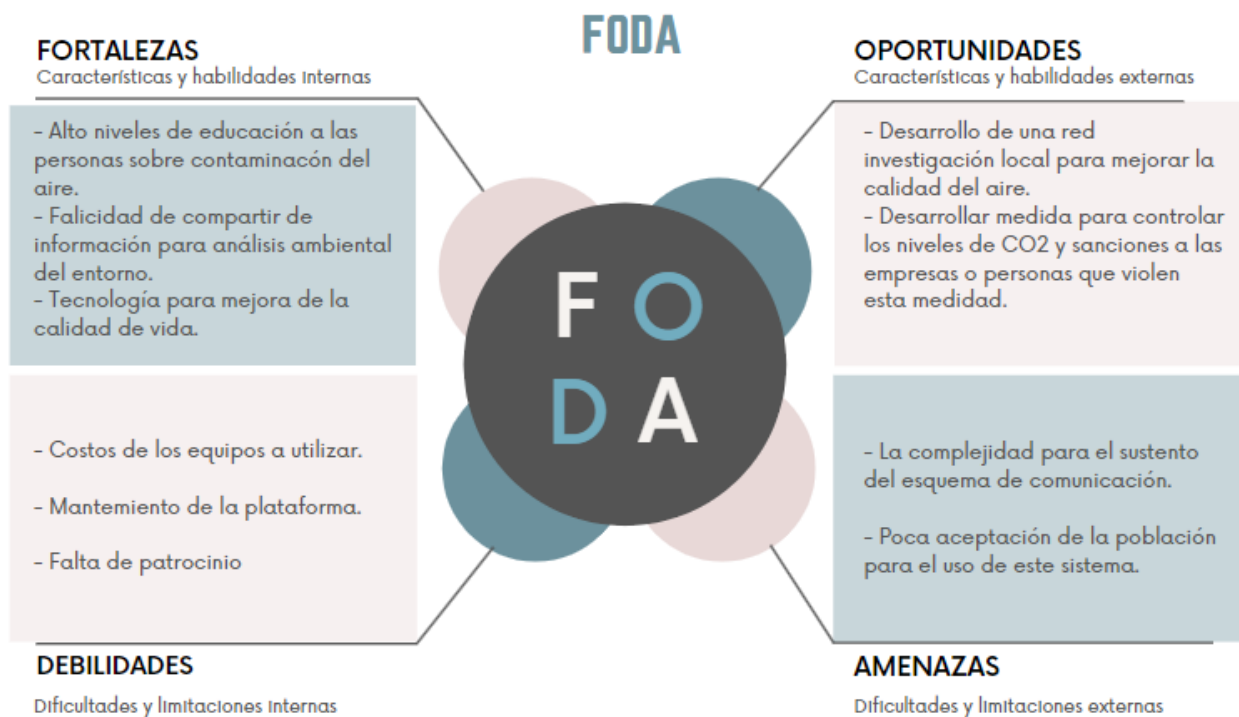 FODA
FORTALEZAS
Características y habilidades internas
- Alto niveles de educación a las
personas sobre contaminacón del
aire.
- Falicidad de compartir de
información para análisis ambiental
del entorno.
- Tecnología para mejora de la
calidad de vida.
OPORTUNIDADES
Características y habilidades externas
- Desarrollo de una red
investigación local para mejorar la
calidad del aire.
- Desarrollar medida para controlar
los niveles de CO2 y sanciones a las
empresas o personas que violen
esta medidad.
F O
D A
- Costos de los equipos a utilizar.
- Mantemiento de la plataforma.
- Falta de patrocinio
DEBILIDADES
Dificultades y limitaciones internas
- La complejidad para el sustento
del esquema de comunicación.
- Poca aceptación de la población
para el uso de este sistema.
AMENAZAS
Dificultades y limitaciones externas